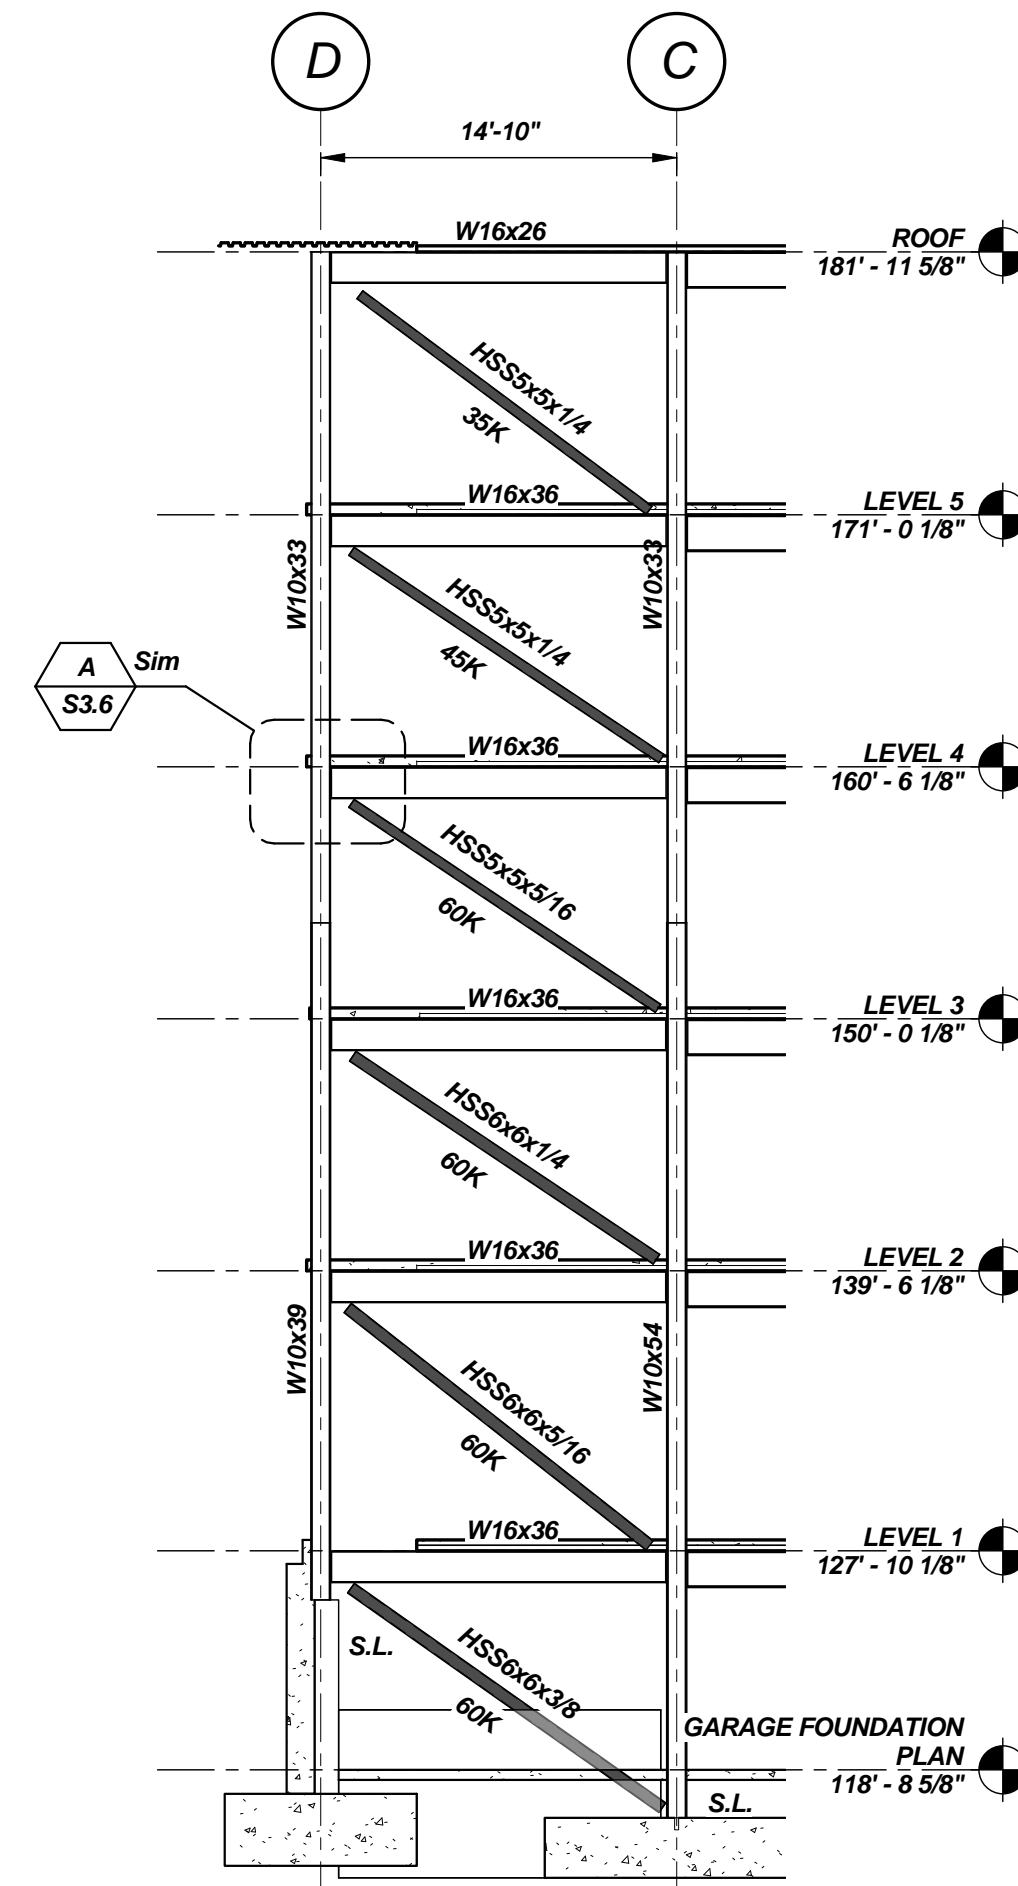 D
C
14'-10"
W16x26
ROOF
181' - 11 5/8"
HSS5x5x1/4
35K
W16x36
LEVEL 5
171' - 0 1/8"
W10x33
W10x33
HSS5x5x1/4
45K
A
Sim
S3.6
W16x36
LEVEL 4
160' - 6 1/8"
HSS5x5x5/16
60K
W16x36
LEVEL 3
150' - 0 1/8"
HSS6x6x1/4
60K
W16x36
LEVEL 2
139' - 6 1/8"
W10x39
W10x54
HSS6x6x5/16
60K
W16x36
LEVEL 1
127' - 10 1/8"
S.L.
HSS6x6x3/8
60K
GARAGE FOUNDATION
PLAN
118' - 8 5/8"
S.L.